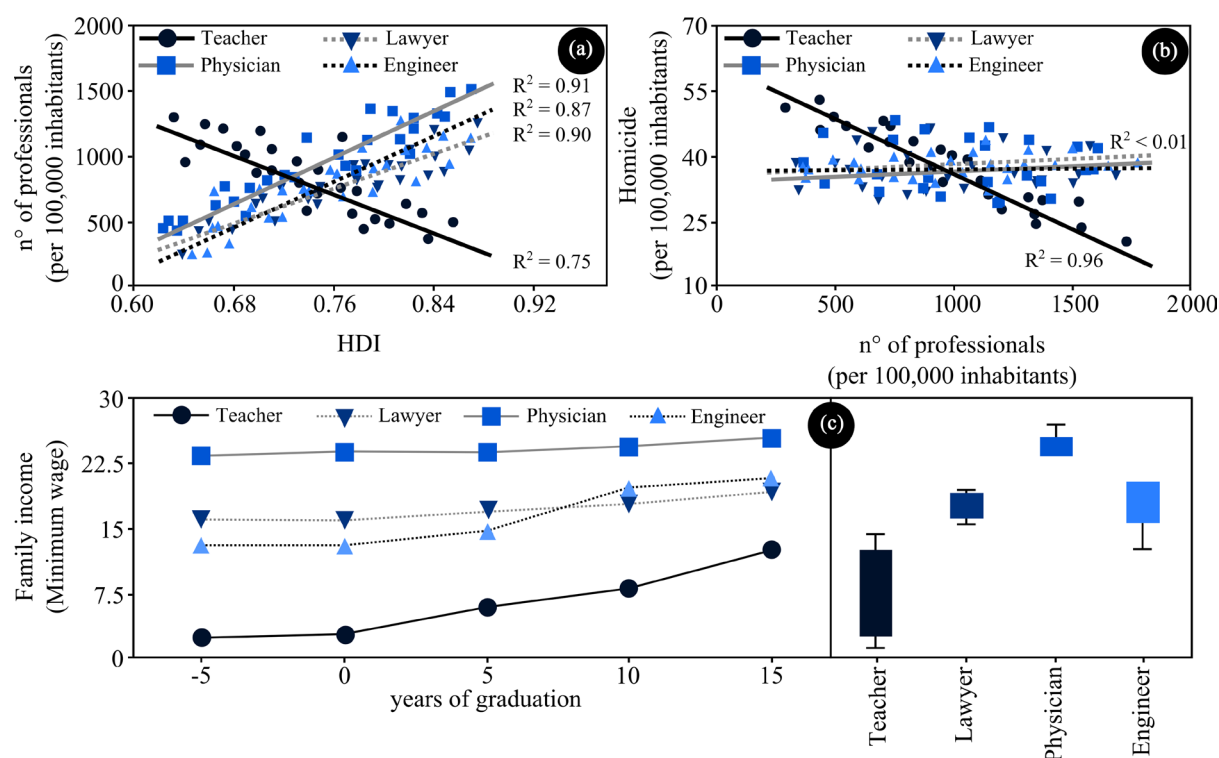 2000
1500
1000
500
0
n° of professionals
(per 100,000 inhabitants)
Teacher
Lawyer
Physician
Engineer
(a)
R² = 0.91
R² = 0.87
R² = 0.90
R² = 0.75
0.60 0.68 0.76 0.84 0.92
HDI
70
55
40
25
10
Homicide
(per 100,000 inhabitants)
Teacher
Lawyer
Physician
Engineer
(b)
R² < 0.01
R² = 0.96
0 500 1000 1500 2000
n° of professionals
(per 100,000 inhabitants)
30
22.5
15
7.5
0
Family income
(Minimum wage)
Teacher Lawyer Physician Engineer
(c)
-5 0 5 10 15
years of graduation
Teacher
Lawyer
Physician
Engineer